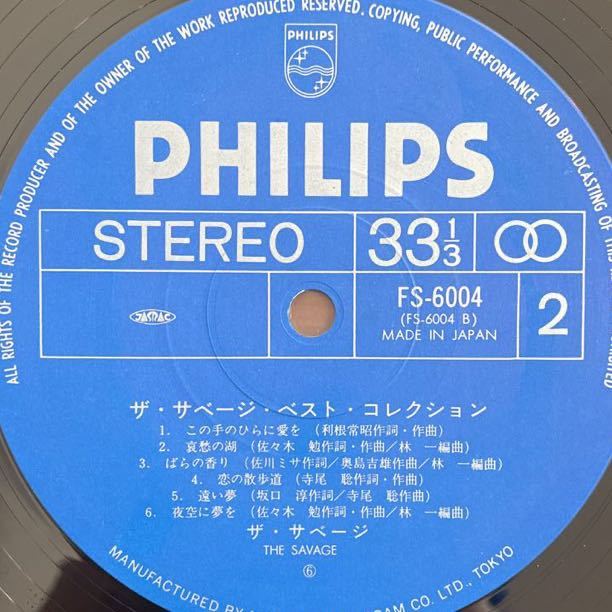 ALL RIGHTS OF THE RECORD PRODUCER AND OF THE OWNER OF THE WORK REPRODUCED RESERVED. COPYING, PUBLIC PERFORMANCE AND BROADCASTING OF
PHILIPS
PHILIPS
STEREO
33 1/3
JASRAC
FS-6004
(FS-6004 B)
MADE IN JAPAN
2
ザ・サベージ・ベスト・コレクション
1. この手のひらに愛を (利根常昭作詞・作曲)
2. 哀愁の湖 (佐々木 勉作詞・作曲/林 一編曲)
3. ばらの香り (佐川ミサ作詞/奥島吉雄作曲/林 一編曲)
4. 恋の散歩道 (寺尾 聡作詞・作曲)
5. 遠い夢 (坂口 淳作詞/寺尾 聡作曲)
6. 夜空に夢を (佐々木 勉作詞・作曲/林 一編曲)
ザ・サベージ
THE SAVAGE
⑥
MANUFACTURED BY CO. LTD., TOKYO